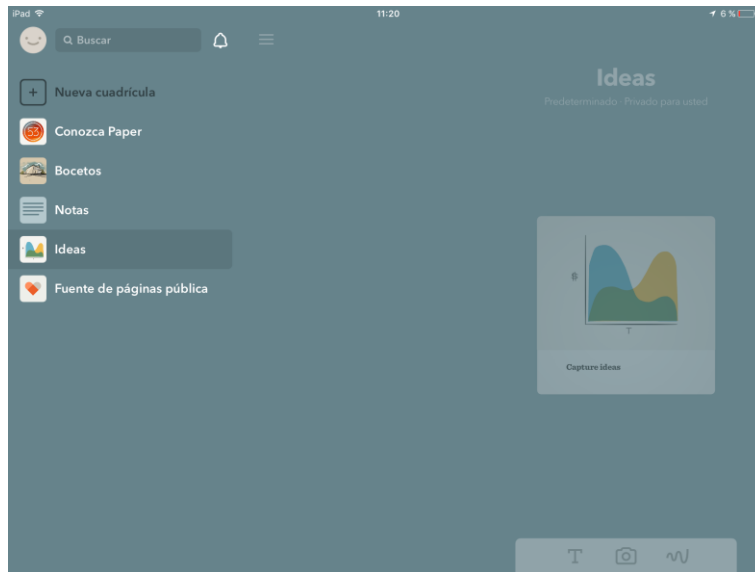 iPad 11:20 6 %
Buscar
Nueva cuadrícula
53 Conozca Paper
Bocetos
Notas
Ideas
Fuente de páginas pública
Ideas
Predeterminado · Privado para usted
$
T
Capture ideas
T